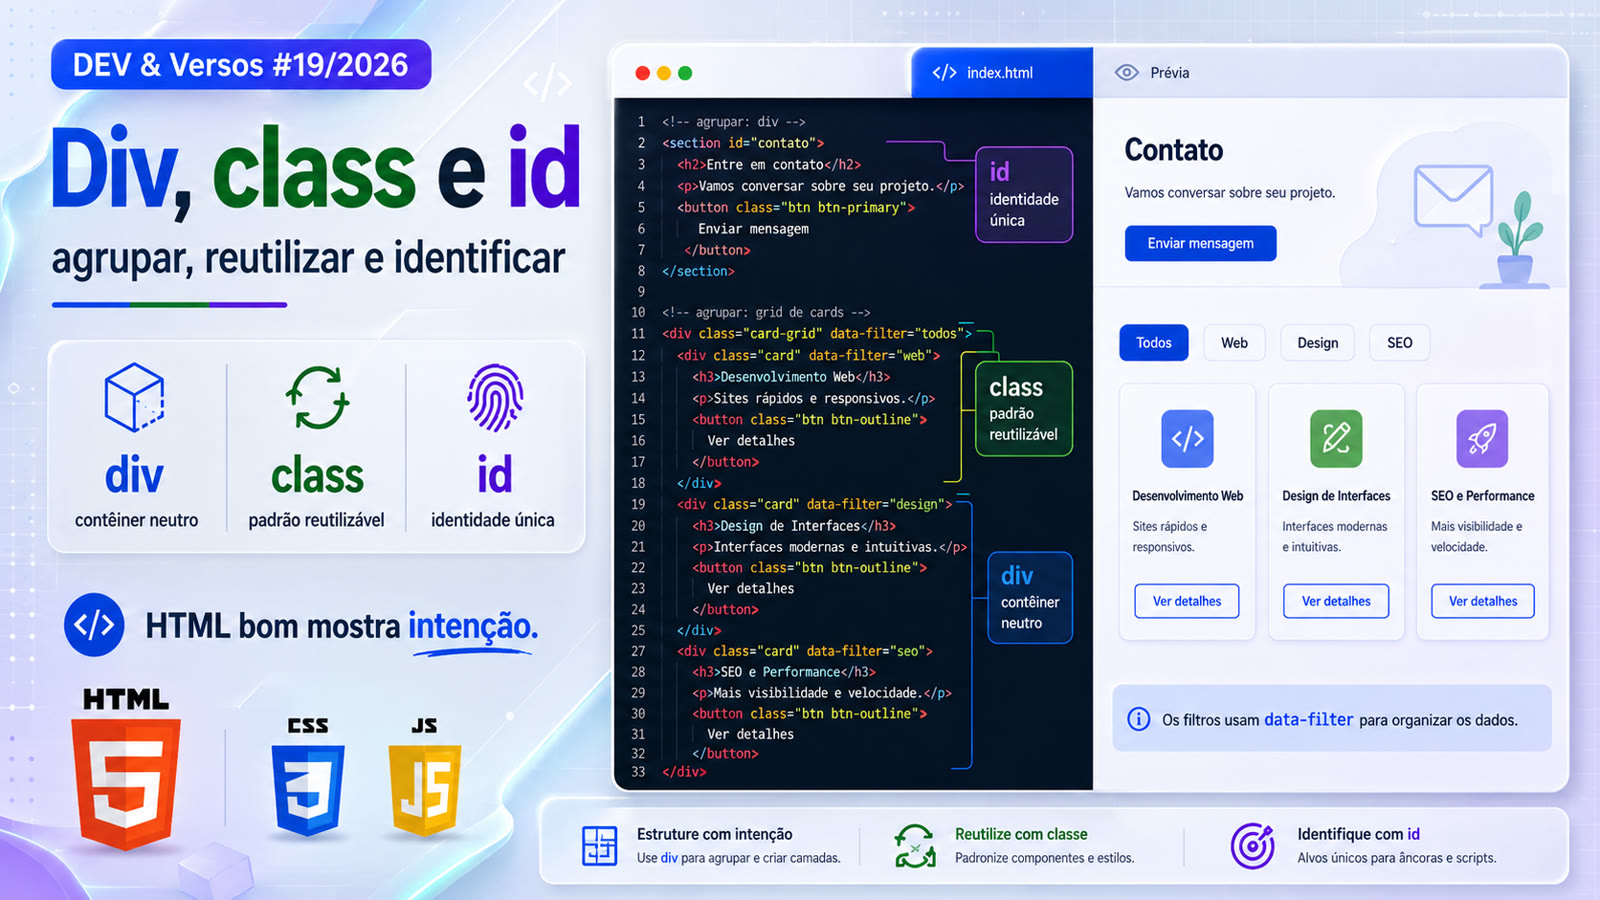 DEV & Versos #19/2026
Div, class e id
agrupar, reutilizar e identificar
div
contêiner neutro
class
padrão reutilizável
id
identidade única
HTML bom mostra intenção.
HTML
5
CSS
3
JS
JS
index.html
1 <!-- agrupar: div -->
2 <section id="contato">
3 <h2>Entre em contato</h2>
4 <p>Vamos conversar sobre seu projeto.</p>
5 <button class="btn btn-primary">
6 Enviar mensagem
7 </button>
8 </section>
9
10 <!-- agrupar: grid de cards -->
11 <div class="card-grid" data-filter="todos">
12 <div class="card" data-filter="web">
13 <h3>Desenvolvimento Web</h3>
14 <p>Sites rápidos e responsivos.</p>
15 <button class="btn btn-outline">
16 Ver detalhes
17 </button>
18 </div>
19 <div class="card" data-filter="design">
20 <h3>Design de Interfaces</h3>
21 <p>Interfaces modernas e intuitivas.</p>
22 <button class="btn btn-outline">
23 Ver detalhes
24 </button>
25 </div>
27 <div class="card" data-filter="seo">
28 <h3>SEO e Performance</h3>
29 <p>Mais visibilidade e velocidade.</p>
30 <button class="btn btn-outline">
31 Ver detalhes
32 </button>
33 </div>
id
identidade
única
class
padrão
reutilizável
div
contêiner
neutro
Prévia
Contato
Vamos conversar sobre seu projeto.
Enviar mensagem
Todos Web Design SEO
Desenvolvimento Web
Sites rápidos e
responsivos.
Ver detalhes
Design de Interfaces
Interfaces modernas
e intuitivas.
Ver detalhes
SEO e Performance
Mais visibilidade e
velocidade.
Ver detalhes
Os filtros usam data-filter para organizar os dados.
Estruture com intenção
Use div para agrupar e criar camadas.
Reutilize com classe
Padronize componentes e estilos.
Identifique com id
Alvos únicos para âncoras e scripts.